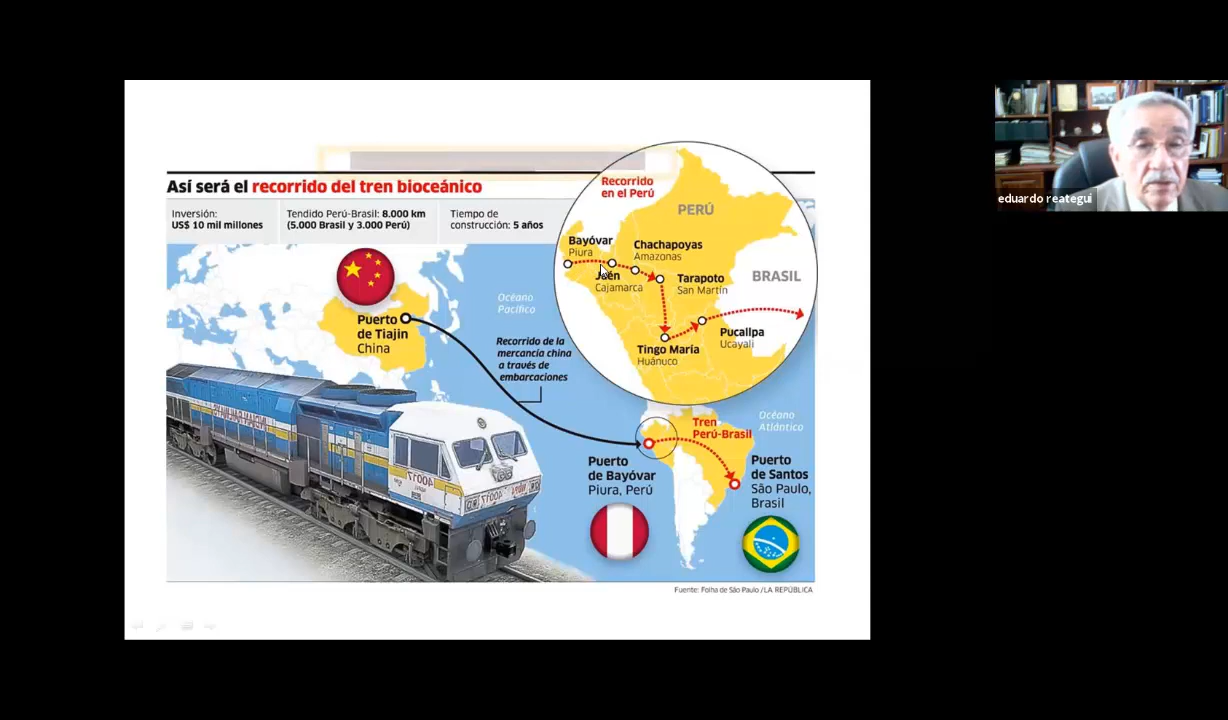 Así será el recorrido del tren bioceánico
Inversión:
US$ 10 mil millones
Tendido Perú-Brasil: 8.000 km
(5.000 Brasil y 3.000 Perú)
Tiempo de
construcción: 5 años
Recorrido
en el Perú
PERÚ
BRASIL
Bayóvar
Piura
Jaén
Cajamarca
Chachapoyas
Amazonas
Tarapoto
San Martín
Tingo María
Huánuco
Pucallpa
Ucayali
Océano
Pacífico
Puerto
de Tiajin
China
Recorrido de la
mercancía china
a través de
embarcaciones
Océano
Atlántico
Tren
Perú-Brasil
Puerto
de Bayóvar
Piura, Perú
Puerto
de Santos
São Paulo,
Brasil
Fuente: Folha de São Paulo /LA REPÚBLICA
eduardo reategui